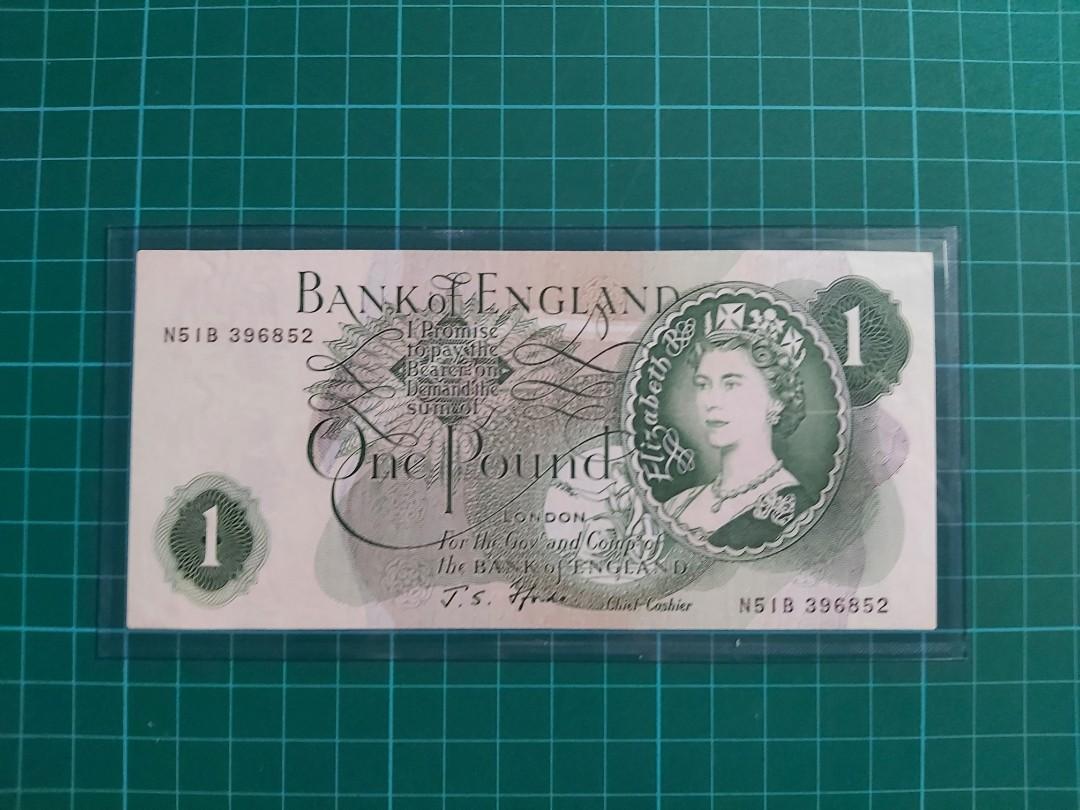 BANK of ENGLAND
N51B 396852
I Promise
to pay the
Bearer on
Demand the
sum of
One Pound
LONDON
For the Govr and Compa of
the BANK of ENGLAND
J. S. Fforde
Chief Cashier
Elizabeth R
1
1
N51B 396852